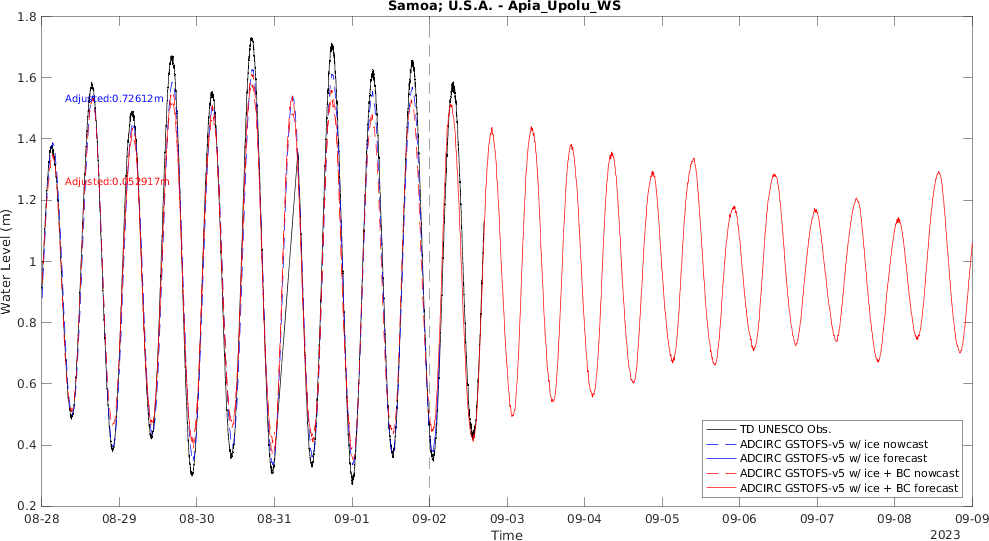 Samoa; U.S.A. - Apia_Upolu_WS
1.8
1.6
1.4
1.2
1
0.8
0.6
0.4
0.2
Water Level (m)
Adjusted:0.72612m
Adjusted:0.052917m
TD UNESCO Obs.
ADCIRC GSTOFS-v5 w/ ice nowcast
ADCIRC GSTOFS-v5 w/ ice forecast
ADCIRC GSTOFS-v5 w/ ice + BC nowcast
ADCIRC GSTOFS-v5 w/ ice + BC forecast
08-28 08-29 08-30 08-31 09-01 09-02 09-03 09-04 09-05 09-06 09-07 09-08 09-09
Time
2023